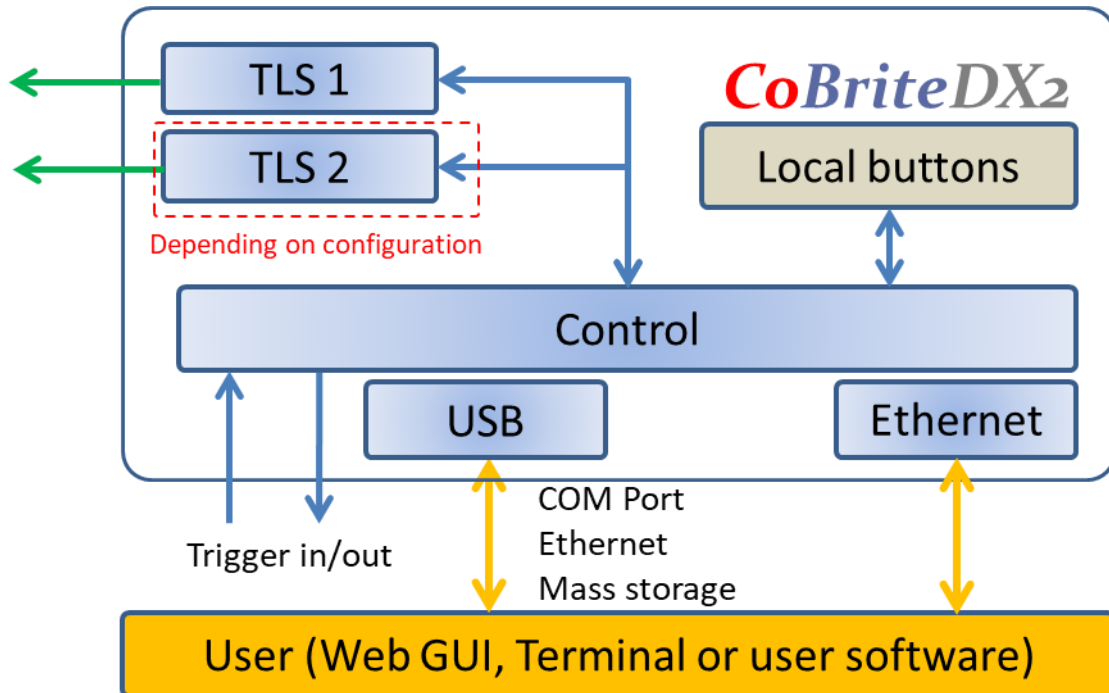 TLS 1
CoBriteDX2
TLS 2
Local buttons
Depending on configuration
Control
USB
Ethernet
COM Port
Ethernet
Mass storage
Trigger in/out
User (Web GUI, Terminal or user software)